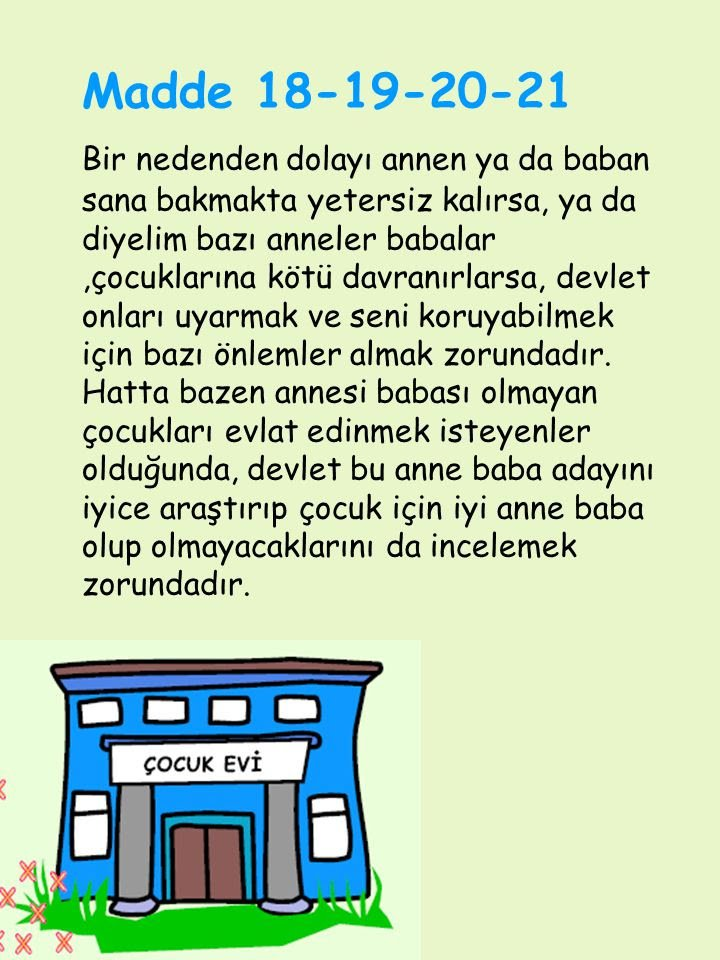 Madde 18-19-20-21
Bir nedenden dolayı annen ya da baban
sana bakmakta yetersiz kalırsa, ya da
diyelim bazı anneler babalar
,çocuklarına kötü davranırlarsa, devlet
onları uyarmak ve seni koruyabilmek
için bazı önlemler almak zorundadır.
Hatta bazen annesi babası olmayan
çocukları evlat edinmek isteyenler
olduğunda, devlet bu anne baba adayını
iyice araştırıp çocuk için iyi anne baba
olup olmayacaklarını da incelemek
zorundadır.
ÇOCUK EVİ